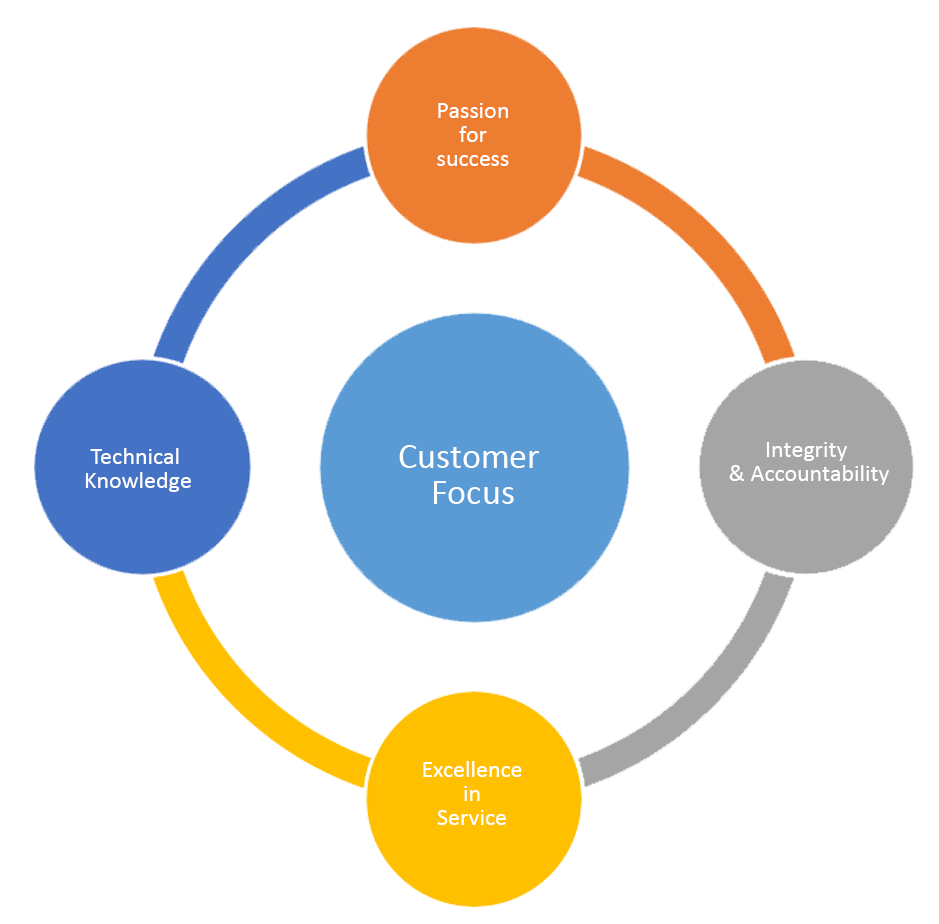 Passion
for
success
Technical
Knowledge
Customer
Focus
Integrity
& Accountability
Excellence
in
Service